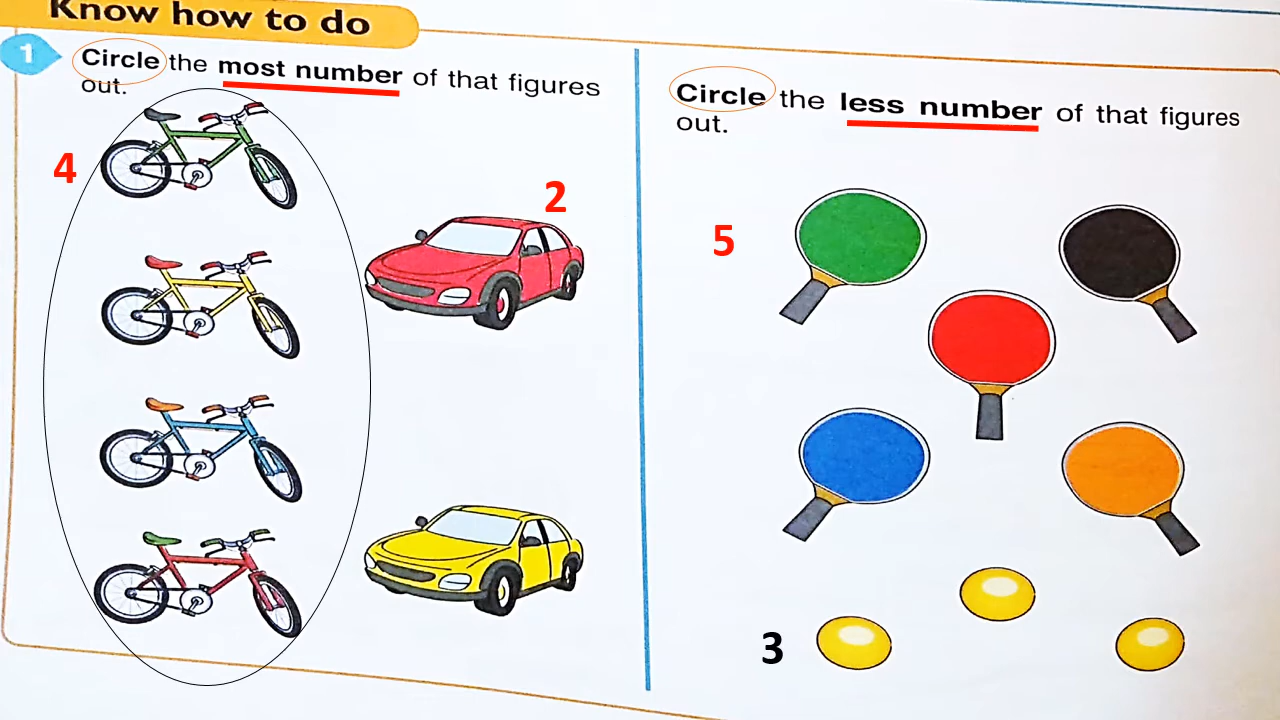 Know how to do
1
Circle the most number of that figures
out.
4
2
Circle the less number of that figures
out.
5
3